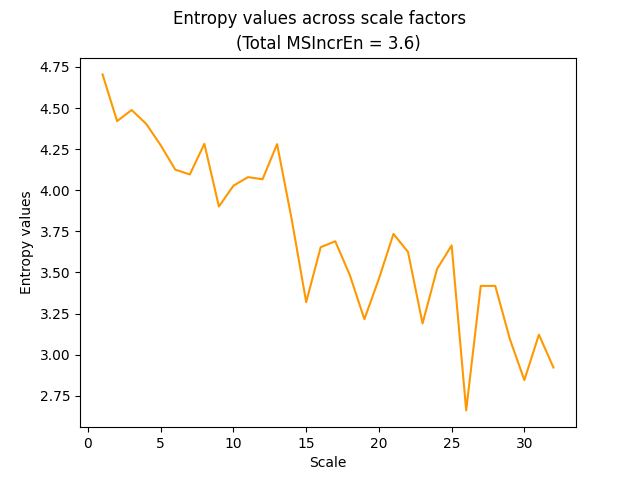 Entropy values across scale factors
(Total MSIncrEn = 3.6)
4.75
4.50
4.25
4.00
3.75
3.50
3.25
3.00
2.75
Entropy values
0 5 10 15 20 25 30
Scale